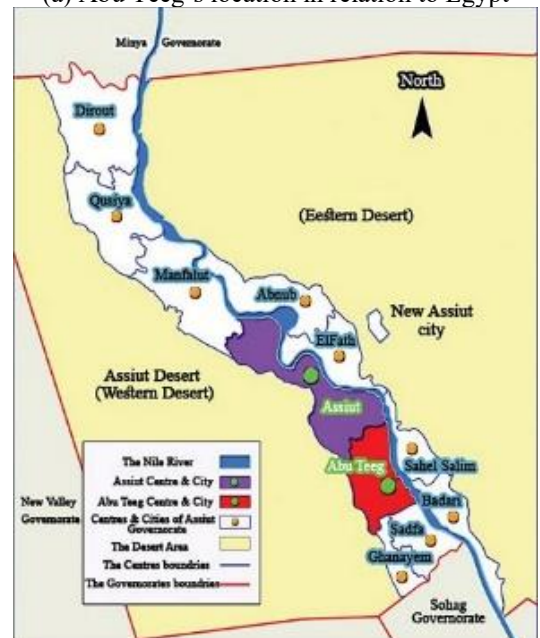 (a) Abu Teeg's location in relation to Egypt
Minya Governorate
North
Dirout
Qusiya
(Eestern Desert)
Manfalut
Abnub
New Assiut
city
ElFath
Assiut Desert
(Western Desert)
Assiut
Abu Teeg
Sahel Salim
Badari
Sadfa
Ghanayem
The Nile River
Assiut Centre & City
Abu Teeg Centre & City
Centres & Cities of Assiut
Governorate
The Desert Area
The Centres boundries
The Governorates boundries
New Valley
Governorate
Sohag
Governorate